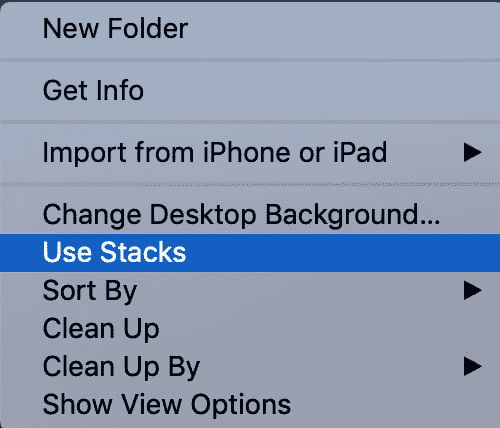 New Folder
Get Info
Import from iPhone or iPad
Change Desktop Background...
Use Stacks
Sort By
Clean Up
Clean Up By
Show View Options